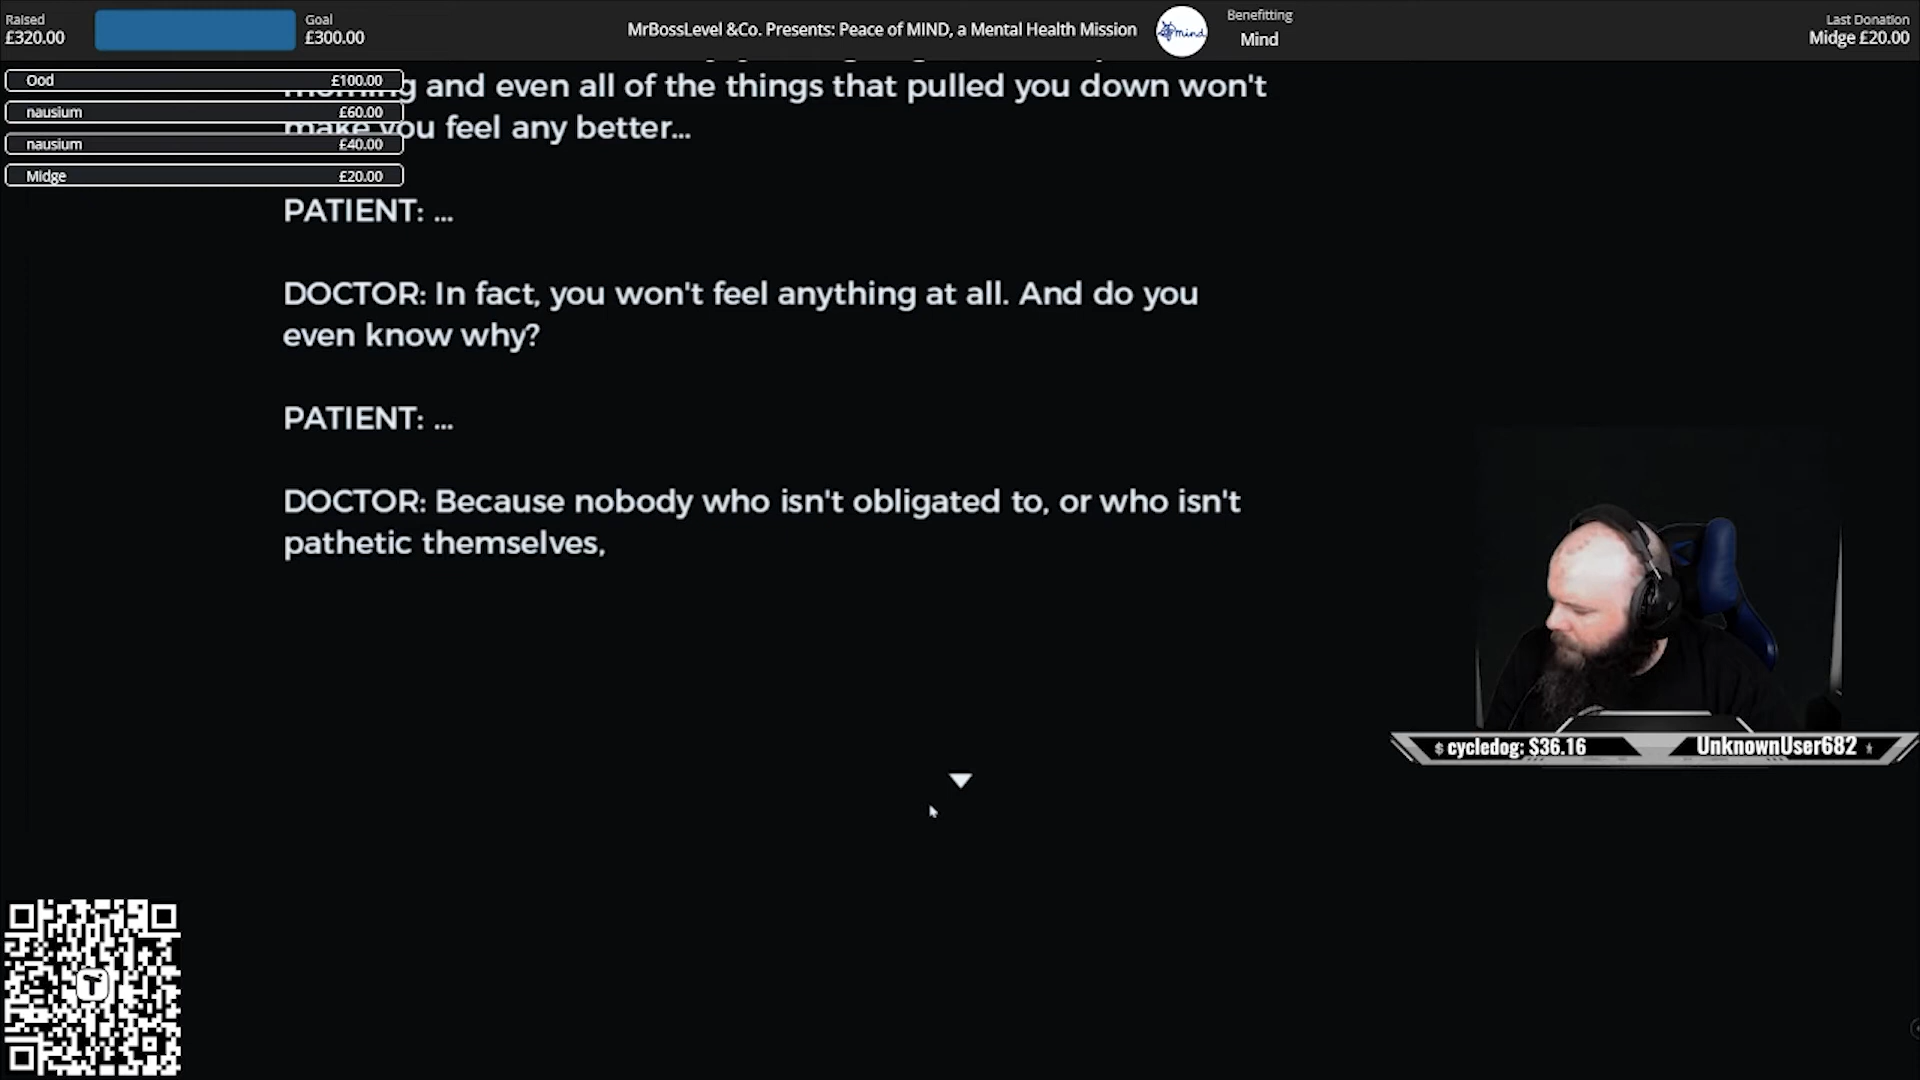 Raised
£320.00
Goal
£300.00
MrBossLevel &Co. Presents: Peace of MIND, a Mental Health Mission
mind
Benefitting
Mind
Last Donation
Midge £20.00
Ood £100.00
nausium £60.00
nausium £40.00
Midge £20.00
and even all of the things that pulled you down won't
make you feel any better...
PATIENT: ...
DOCTOR: In fact, you won't feel anything at all. And do you
even know why?
PATIENT: ...
DOCTOR: Because nobody who isn't obligated to, or who isn't
pathetic themselves,
$ cycledog: $36.16
UnknownUser682